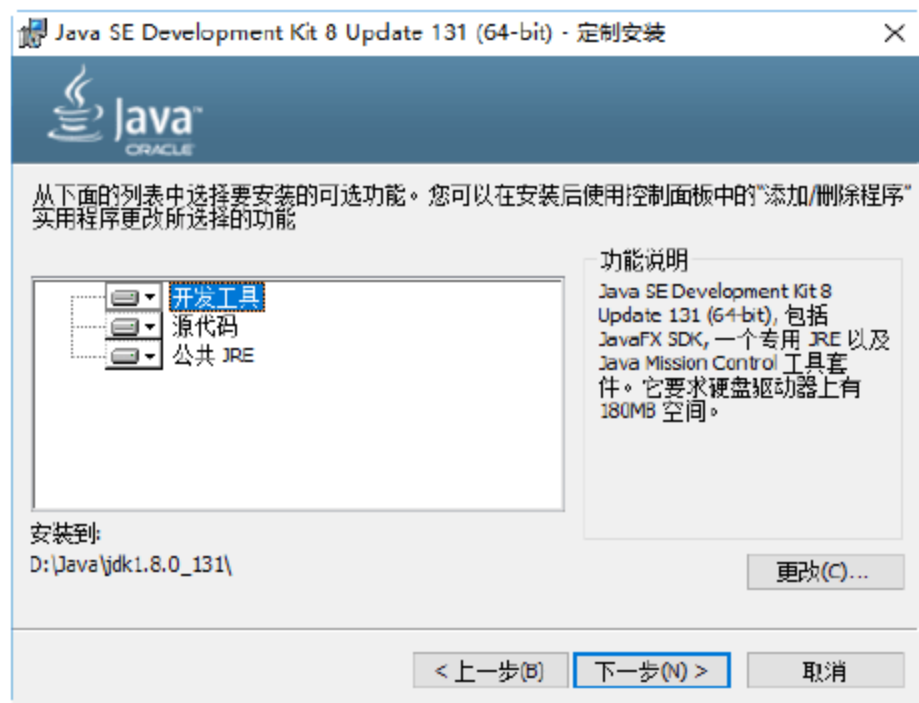 Java SE Development Kit 8 Update 131 (64-bit) - 定制安装
Java™
ORACLE
从下面的列表中选择要安装的可选功能。您可以在安装后使用控制面板中的"添加/删除程序"
实用程序更改所选择的功能
开发工具
源代码
公共 JRE
功能说明
Java SE Development Kit 8
Update 131 (64-bit), 包括
JavaFX SDK, 一个专用 JRE 以及
Java Mission Control 工具套
件。它要求硬盘驱动器上有
180MB 空间。
安装到:
D:\Java\jdk1.8.0_131\
更改(C)...
< 上一步(B)
下一步(N) >
取消